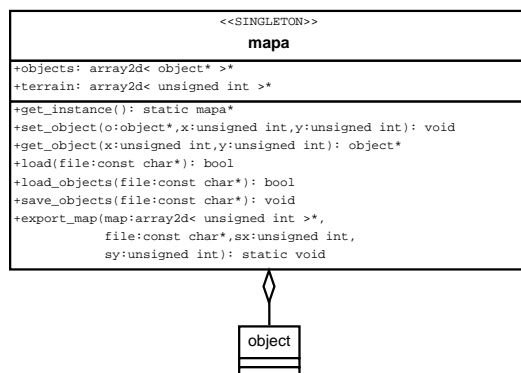 <<SINGLETON>>
mapa
+objects: array2d< object* >*
+terrain: array2d< unsigned int >*
+get_instance(): static mapa*
+set_object(o:object*,x:unsigned int,y:unsigned int): void
+get_object(x:unsigned int,y:unsigned int): object*
+load(file:const char*): bool
+load_objects(file:const char*): bool
+save_objects(file:const char*): void
+export_map(map:array2d< unsigned int >*,
file:const char*,sx:unsigned int,
sy:unsigned int): static void
object